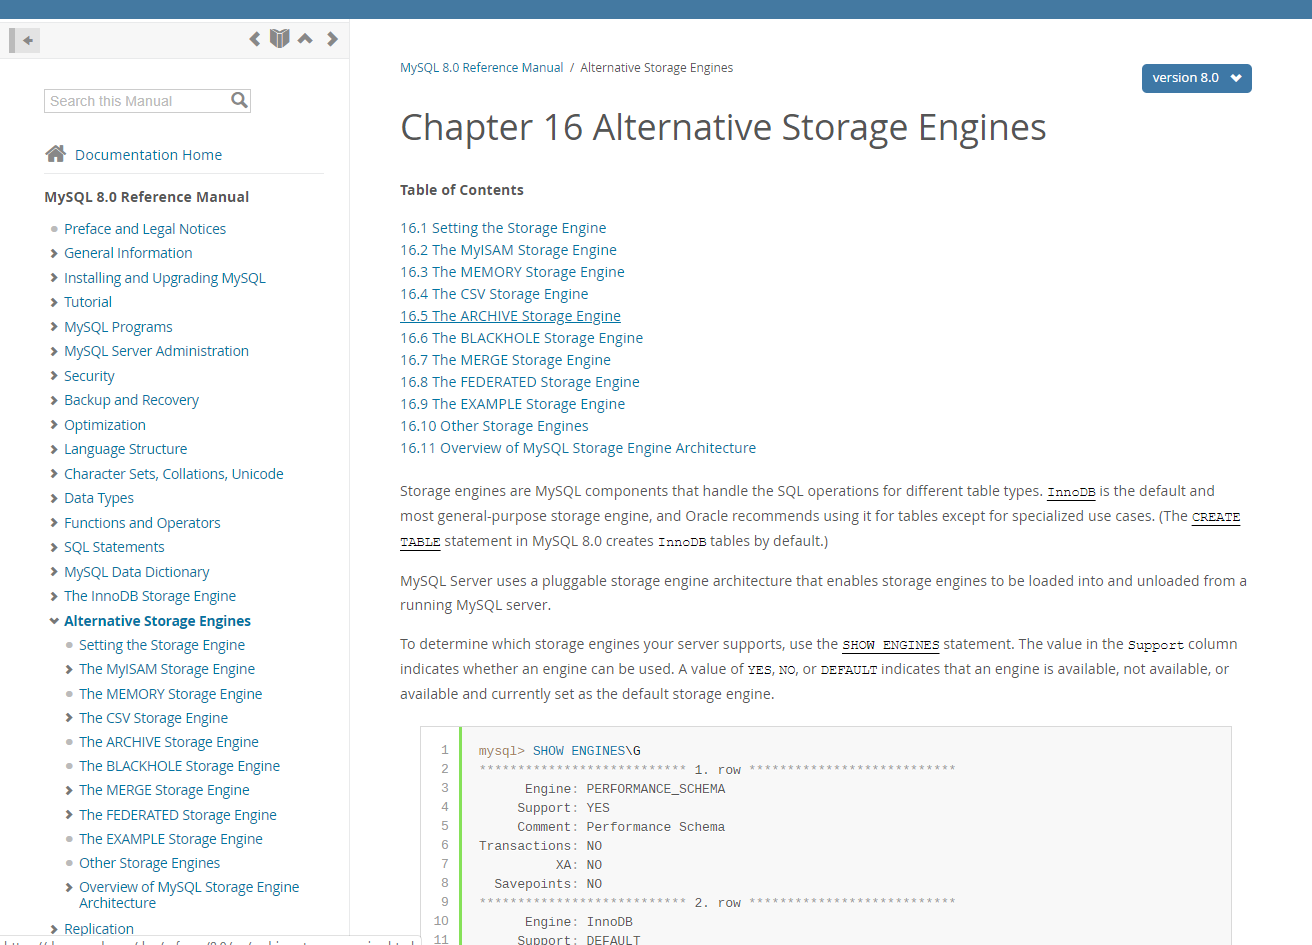 Search this Manual
Documentation Home
MySQL 8.0 Reference Manual
Preface and Legal Notices
General Information
Installing and Upgrading MySQL
Tutorial
MySQL Programs
MySQL Server Administration
Security
Backup and Recovery
Optimization
Language Structure
Character Sets, Collations, Unicode
Data Types
Functions and Operators
SQL Statements
MySQL Data Dictionary
The InnoDB Storage Engine
Alternative Storage Engines
Setting the Storage Engine
The MyISAM Storage Engine
The MEMORY Storage Engine
The CSV Storage Engine
The ARCHIVE Storage Engine
The BLACKHOLE Storage Engine
The MERGE Storage Engine
The FEDERATED Storage Engine
The EXAMPLE Storage Engine
Other Storage Engines
Overview of MySQL Storage Engine
Architecture
Replication
MySQL 8.0 Reference Manual / Alternative Storage Engines
version 8.0
Chapter 16 Alternative Storage Engines
Table of Contents
16.1 Setting the Storage Engine
16.2 The MyISAM Storage Engine
16.3 The MEMORY Storage Engine
16.4 The CSV Storage Engine
16.5 The ARCHIVE Storage Engine
16.6 The BLACKHOLE Storage Engine
16.7 The MERGE Storage Engine
16.8 The FEDERATED Storage Engine
16.9 The EXAMPLE Storage Engine
16.10 Other Storage Engines
16.11 Overview of MySQL Storage Engine Architecture
Storage engines are MySQL components that handle the SQL operations for different table types. InnoDB is the default and
most general-purpose storage engine, and Oracle recommends using it for tables except for specialized use cases. (The CREATE
TABLE statement in MySQL 8.0 creates InnoDB tables by default.)
MySQL Server uses a pluggable storage engine architecture that enables storage engines to be loaded into and unloaded from a
running MySQL server.
To determine which storage engines your server supports, use the SHOW ENGINES statement. The value in the Support column
indicates whether an engine can be used. A value of YES, NO, or DEFAULT indicates that an engine is available, not available, or
available and currently set as the default storage engine.
1 mysql> SHOW ENGINES\G
2 *************************** 1. row ***************************
3 Engine: PERFORMANCE_SCHEMA
4 Support: YES
5 Comment: Performance Schema
6 Transactions: NO
7 XA: NO
8 Savepoints: NO
9 *************************** 2. row ***************************
10 Engine: InnoDB
11 Support: DEFAULT